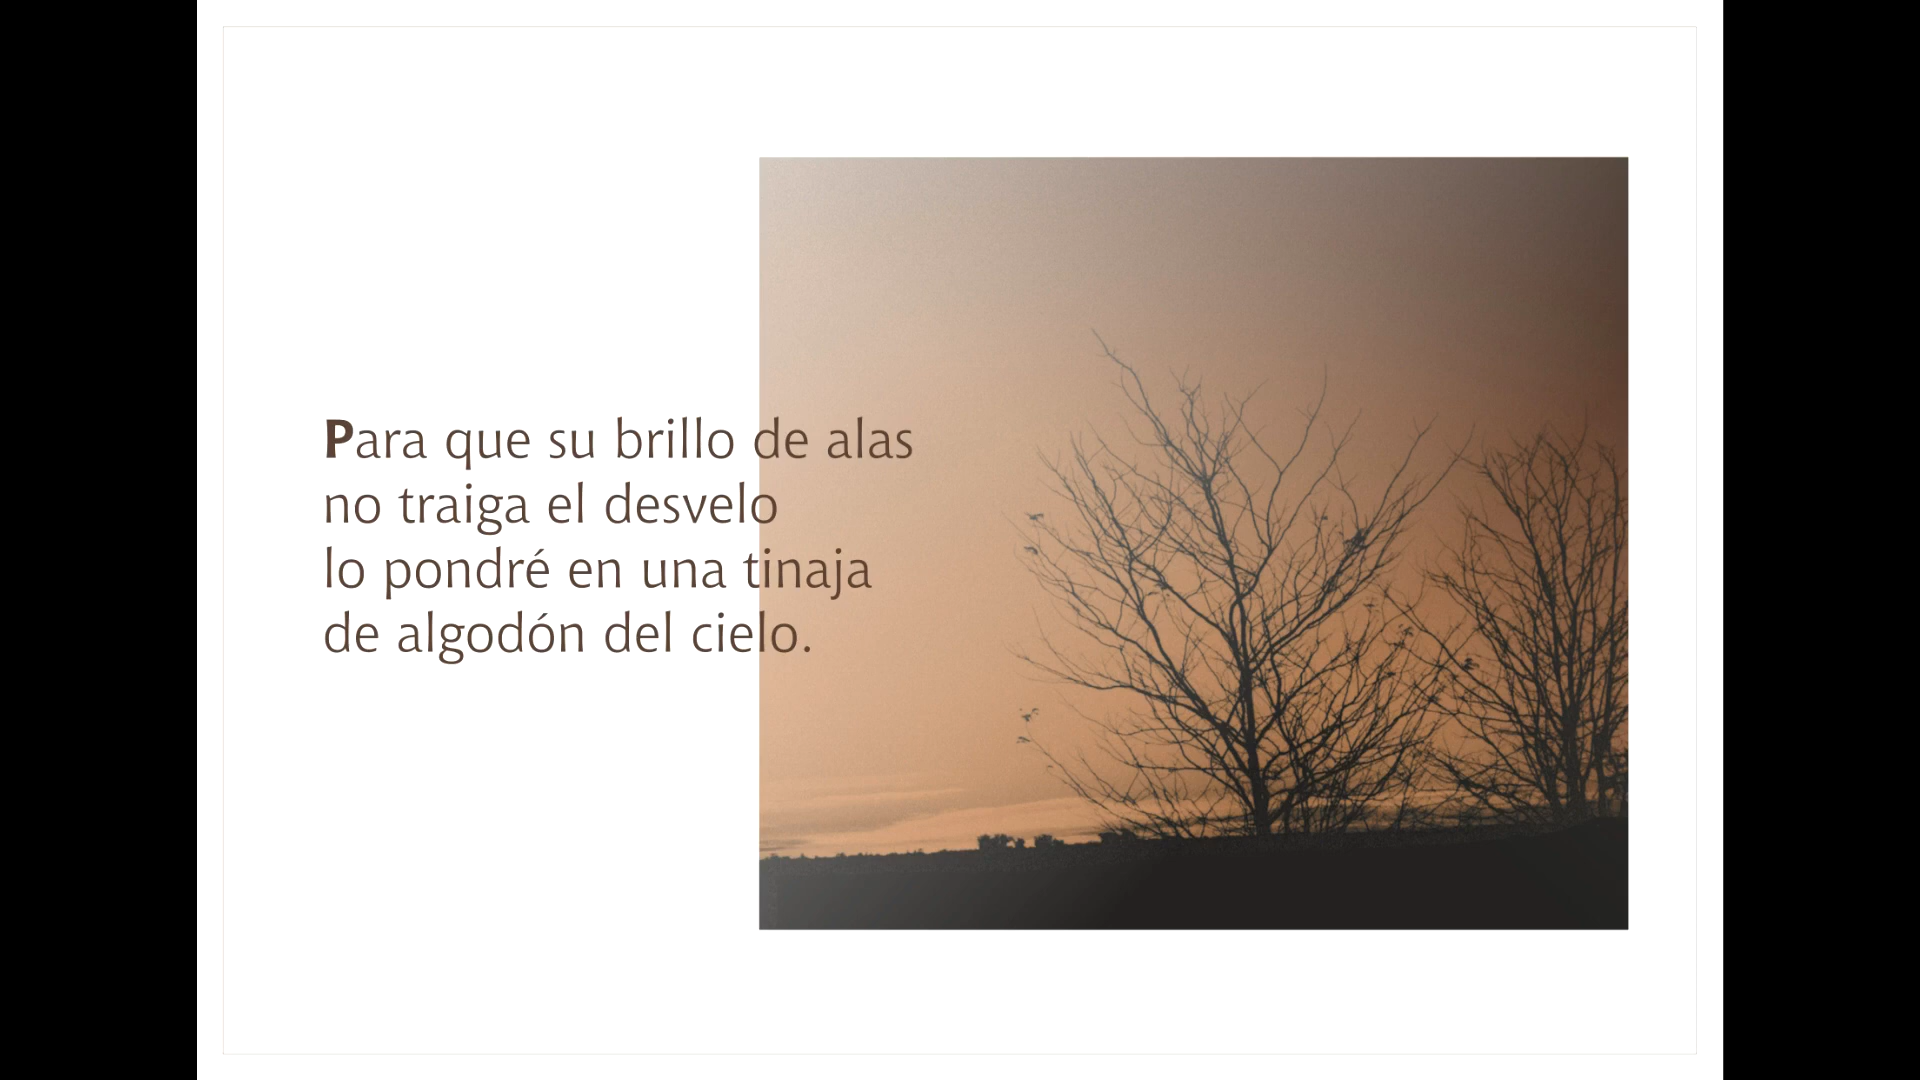 Para que su brillo de alas
no traiga el desvelo
lo pondré en una tinaja
de algodón del cielo.